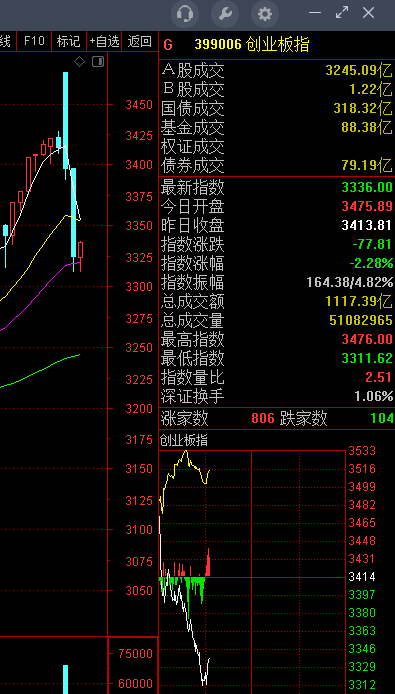 线 F10 标记 +自选 返回
G 399006 创业板指
A股成交 3245.09亿
B股成交 1.22亿
国债成交 318.32亿
基金成交 88.38亿
权证成交
债券成交 79.19亿
最新指数 3336.00
今日开盘 3475.89
昨日收盘 3413.81
指数涨跌 -77.81
指数涨幅 -2.28%
指数振幅 164.38/4.82%
总成交额 1117.39亿
总成交量 51082965
最高指数 3476.00
最低指数 3311.62
指数量比 2.51
深证换手 1.06%
涨家数 806 跌家数 104
创业板指
3450
3425
3400
3375
3350
3325
3300
3275
3250
3225
3200
3175
3150
3125
3100
3075
3050
75000
60000
3533
3516
3499
3482
3465
3448
3431
3414
3397
3380
3363
3346
3329
3312